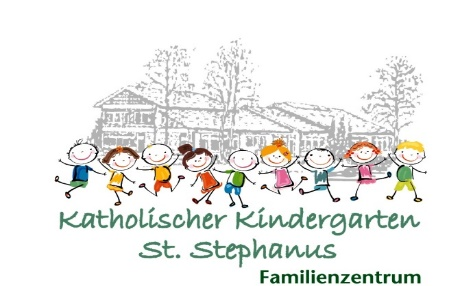 Katholischer Kindergarten
St. Stephanus
Familienzentrum